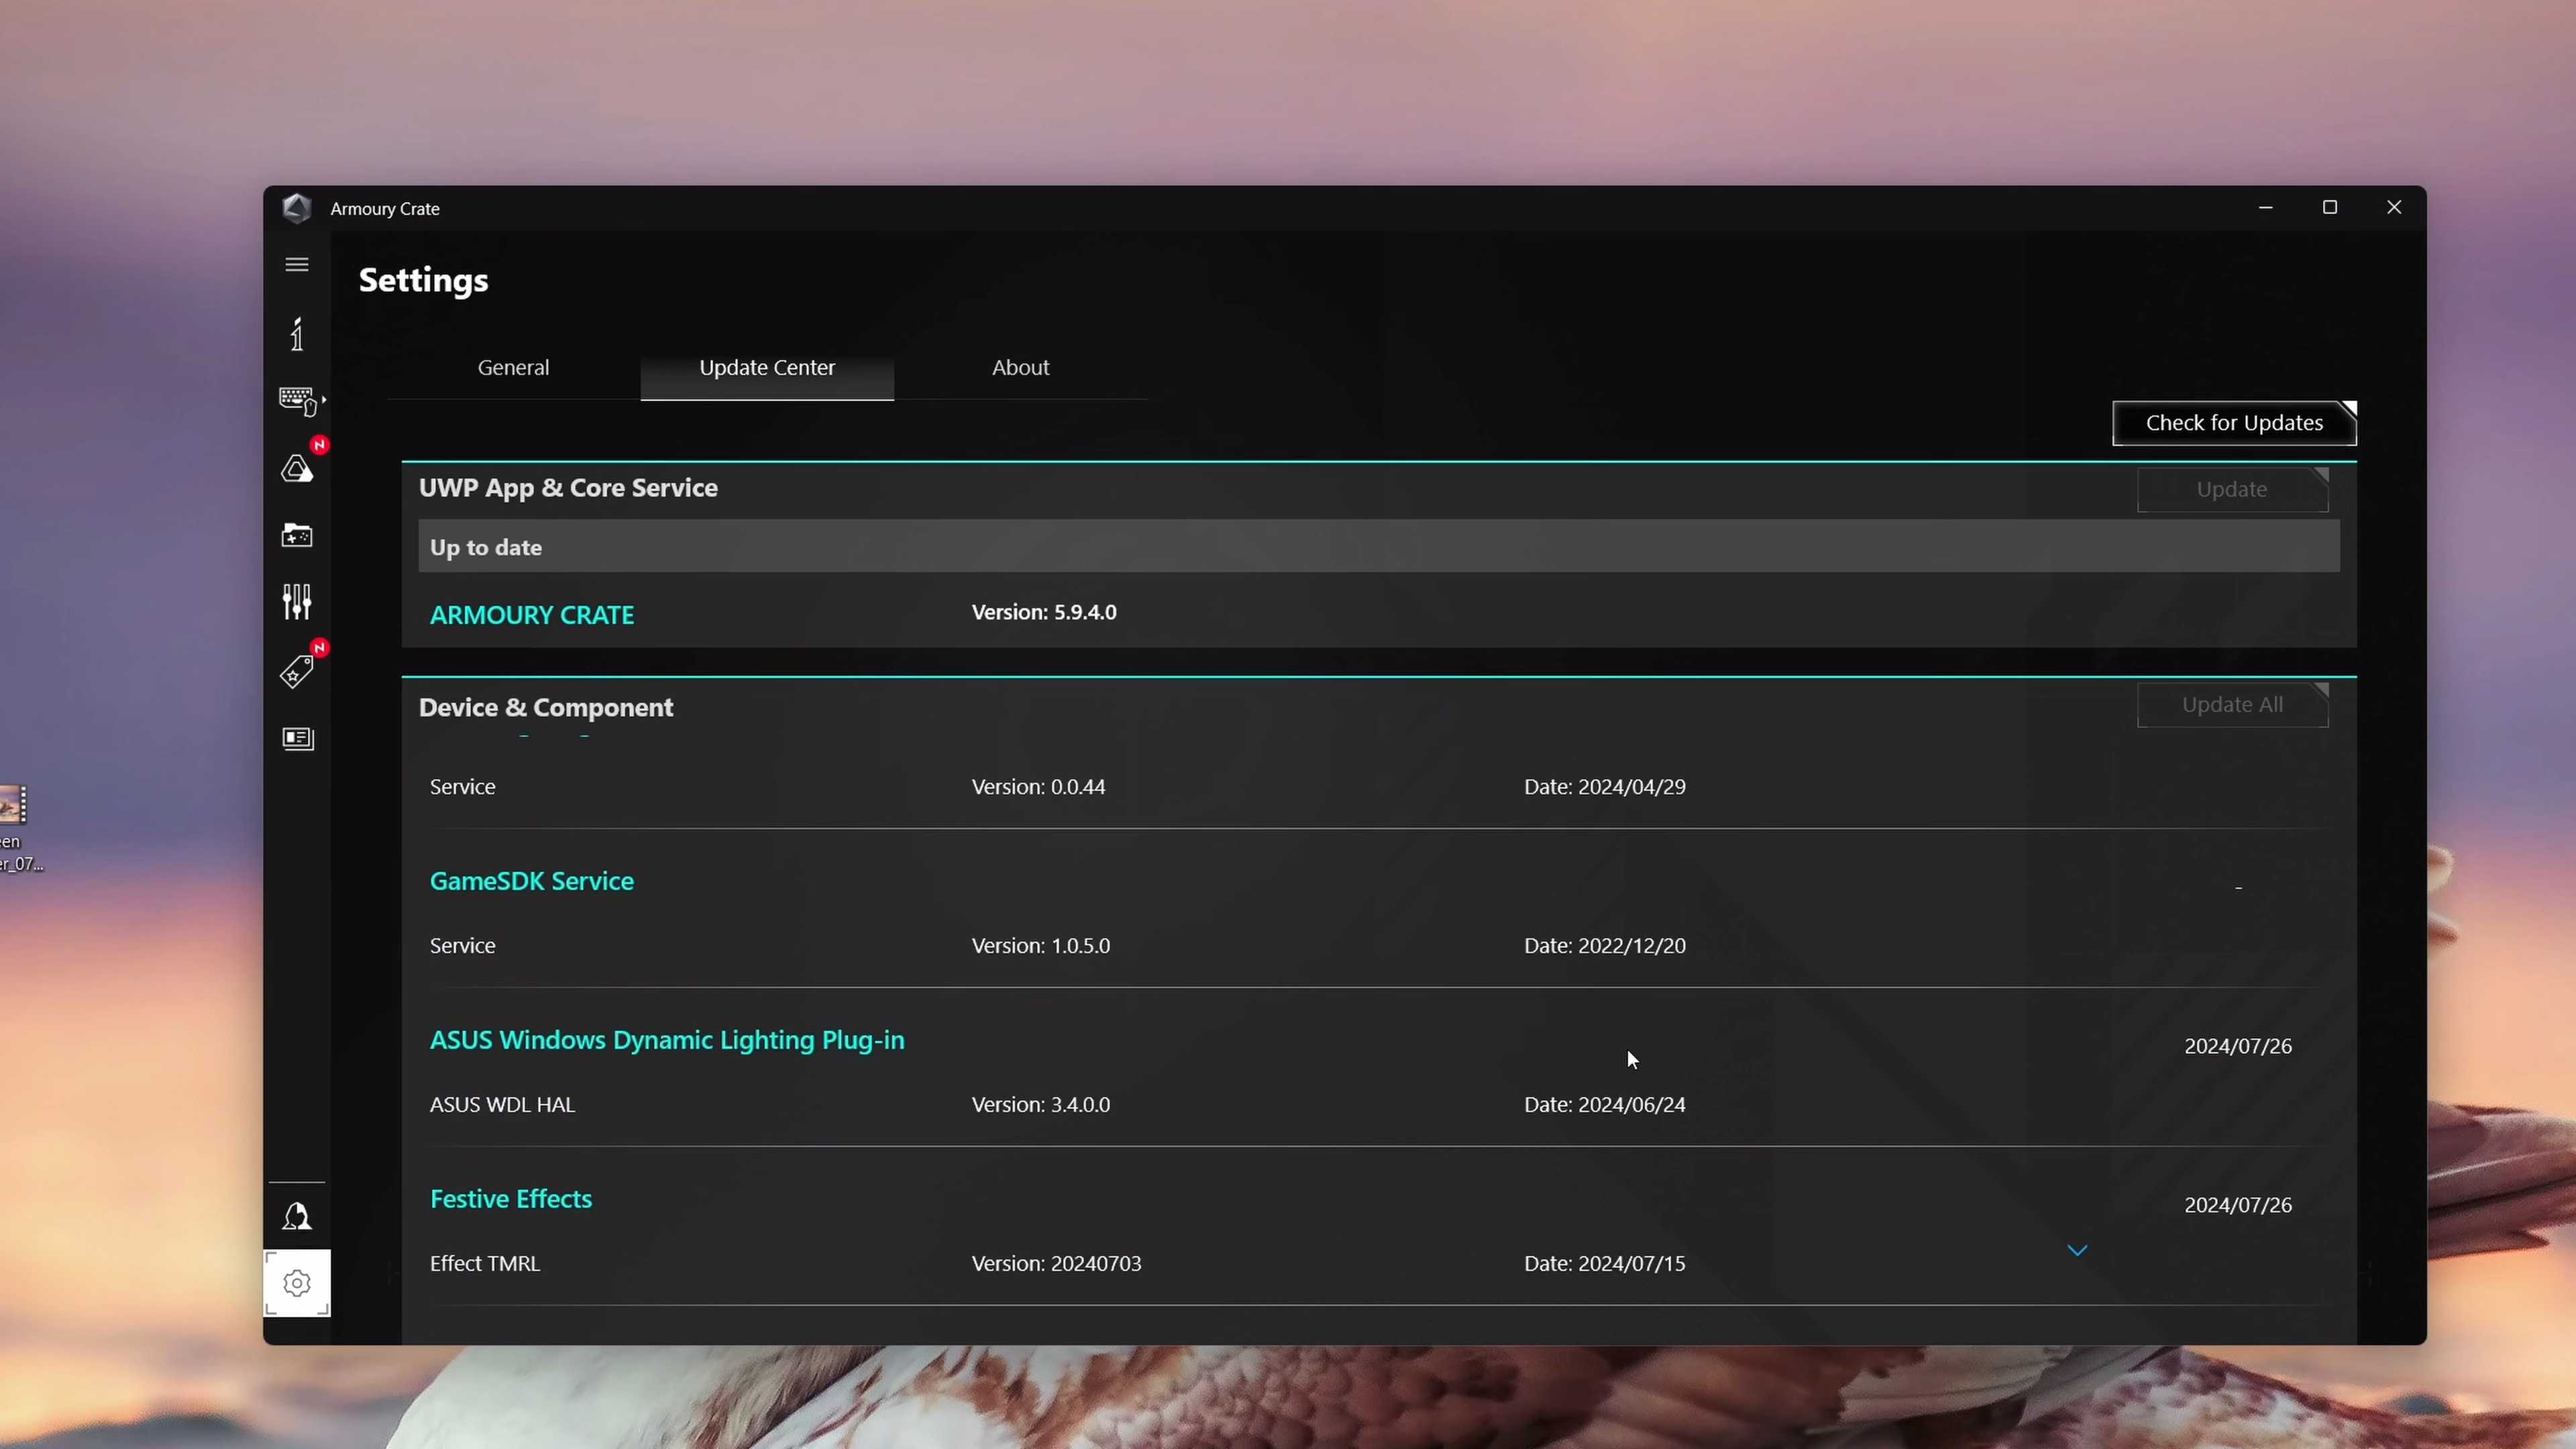 Armoury Crate
Settings
General
Update Center
About
Check for Updates
UWP App & Core Service
Update
Up to date
ARMOURY CRATE
Version: 5.9.4.0
Device & Component
Update All
Service
Version: 0.0.44
Date: 2024/04/29
GameSDK Service
-
Service
Version: 1.0.5.0
Date: 2022/12/20
ASUS Windows Dynamic Lighting Plug-in
2024/07/26
ASUS WDL HAL
Version: 3.4.0.0
Date: 2024/06/24
Festive Effects
2024/07/26
Effect TMRL
Version: 20240703
Date: 2024/07/15
N
N
een
er_07...